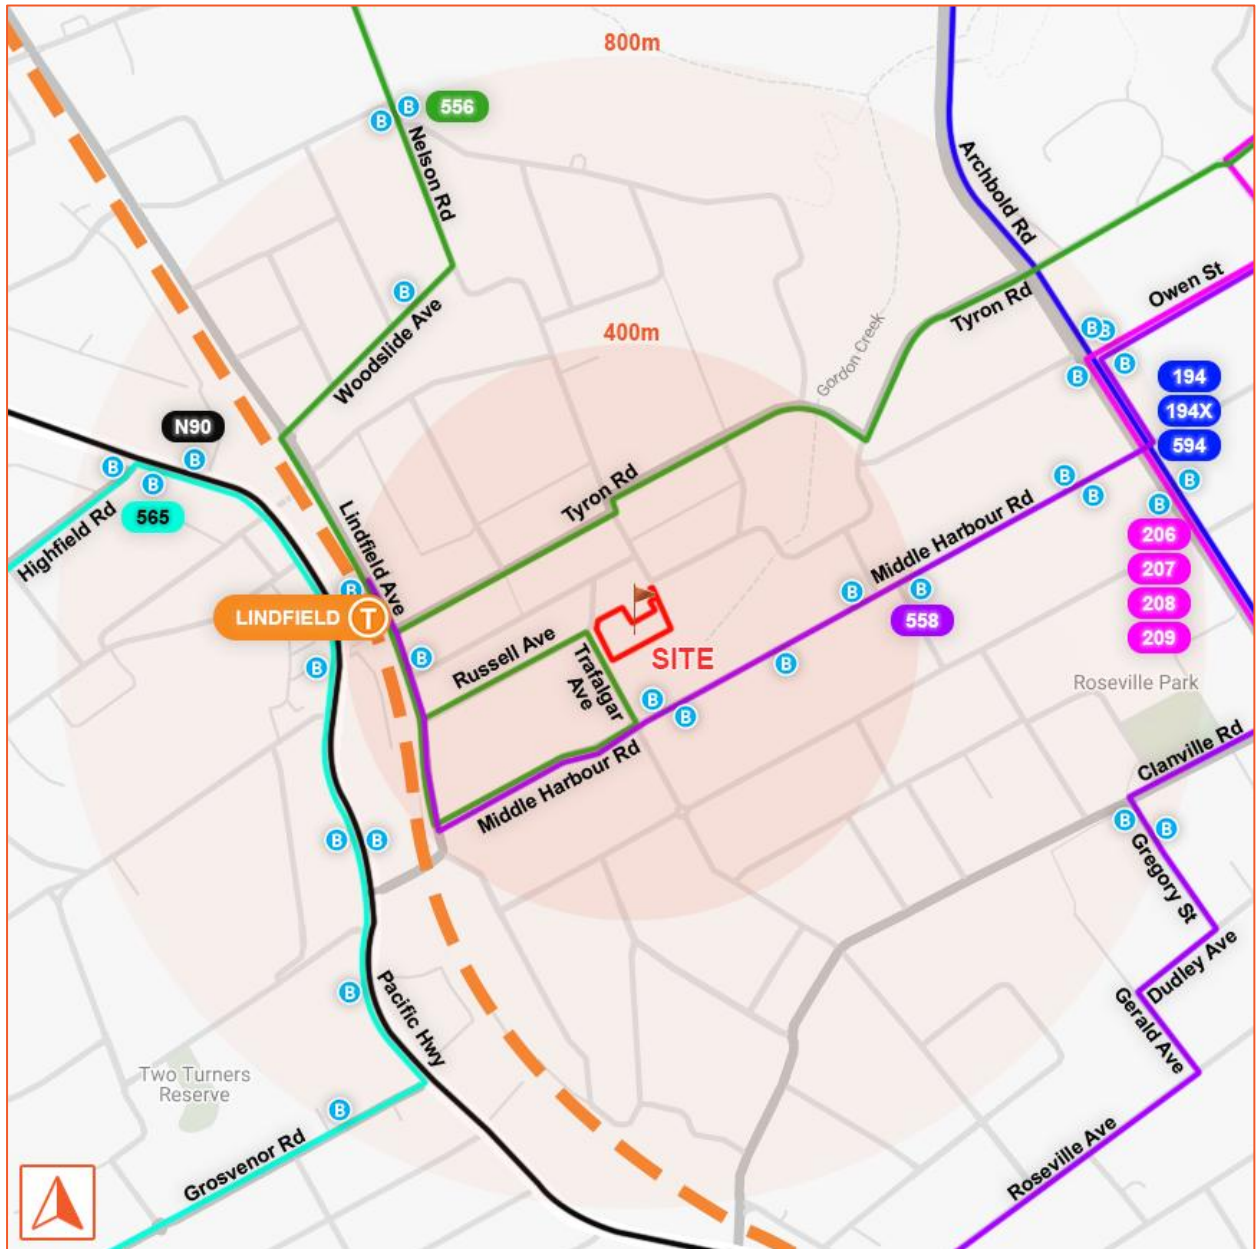 800m
B
B
556
Nelson Rd
Archbold Rd
B
Woodslide Ave
Owen St
Tyron Rd
400m
Gordon Creek
B
B
B
B
194
194X
594
N90
B
B
B
565
Highfield Rd
Tyron Rd
Lindfield Ave
B
B
Middle Harbour Rd
B
B
206
207
208
209
B
LINDFIELD T
B
B
558
B
B
Russell Ave
Trafalgar
Ave
SITE
B
B
B
Roseville Park
Middle Harbour Rd
Clanville Rd
B
B
B
B
Gregory St
Dudley Ave
B
Pacific Hwy
Gerald Ave
Two Turners
Reserve
B
Grosvenor Rd
Roseville Ave